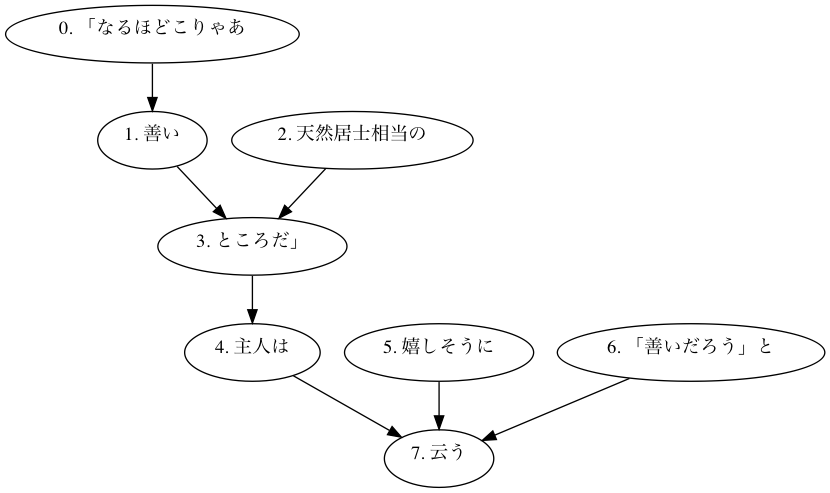 0. 「なるほどこりゃあ
1. 善い
2. 天然居士相当の
3. ところだ」
4. 主人は
5. 嬉しそうに
6. 「善いだろう」と
7. 云う